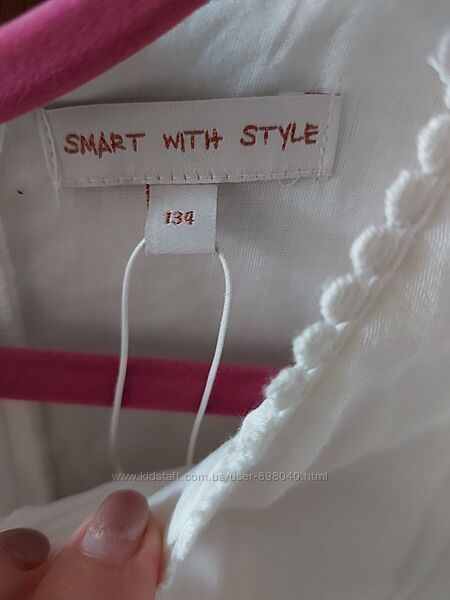 SMART WITH STYLE
134
www.kidstaff.com.ua/user-898040.html